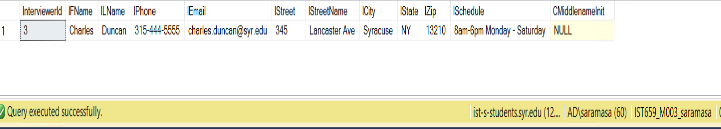 InterviewerId IFName ILName IPhone IEmail IStreet IStreetName ICity IState IZip ISchedule CMiddlenameInit
1 3 Charles Duncan 315-444-5555 charles.duncan@syr.edu 345 Lancaster Ave Syracuse NY 13210 8am-6pm Monday - Saturday NULL
Query executed successfully. ist-s-students.syr.edu (12.... AD\saramasa (60) IST659_M003_saramasa